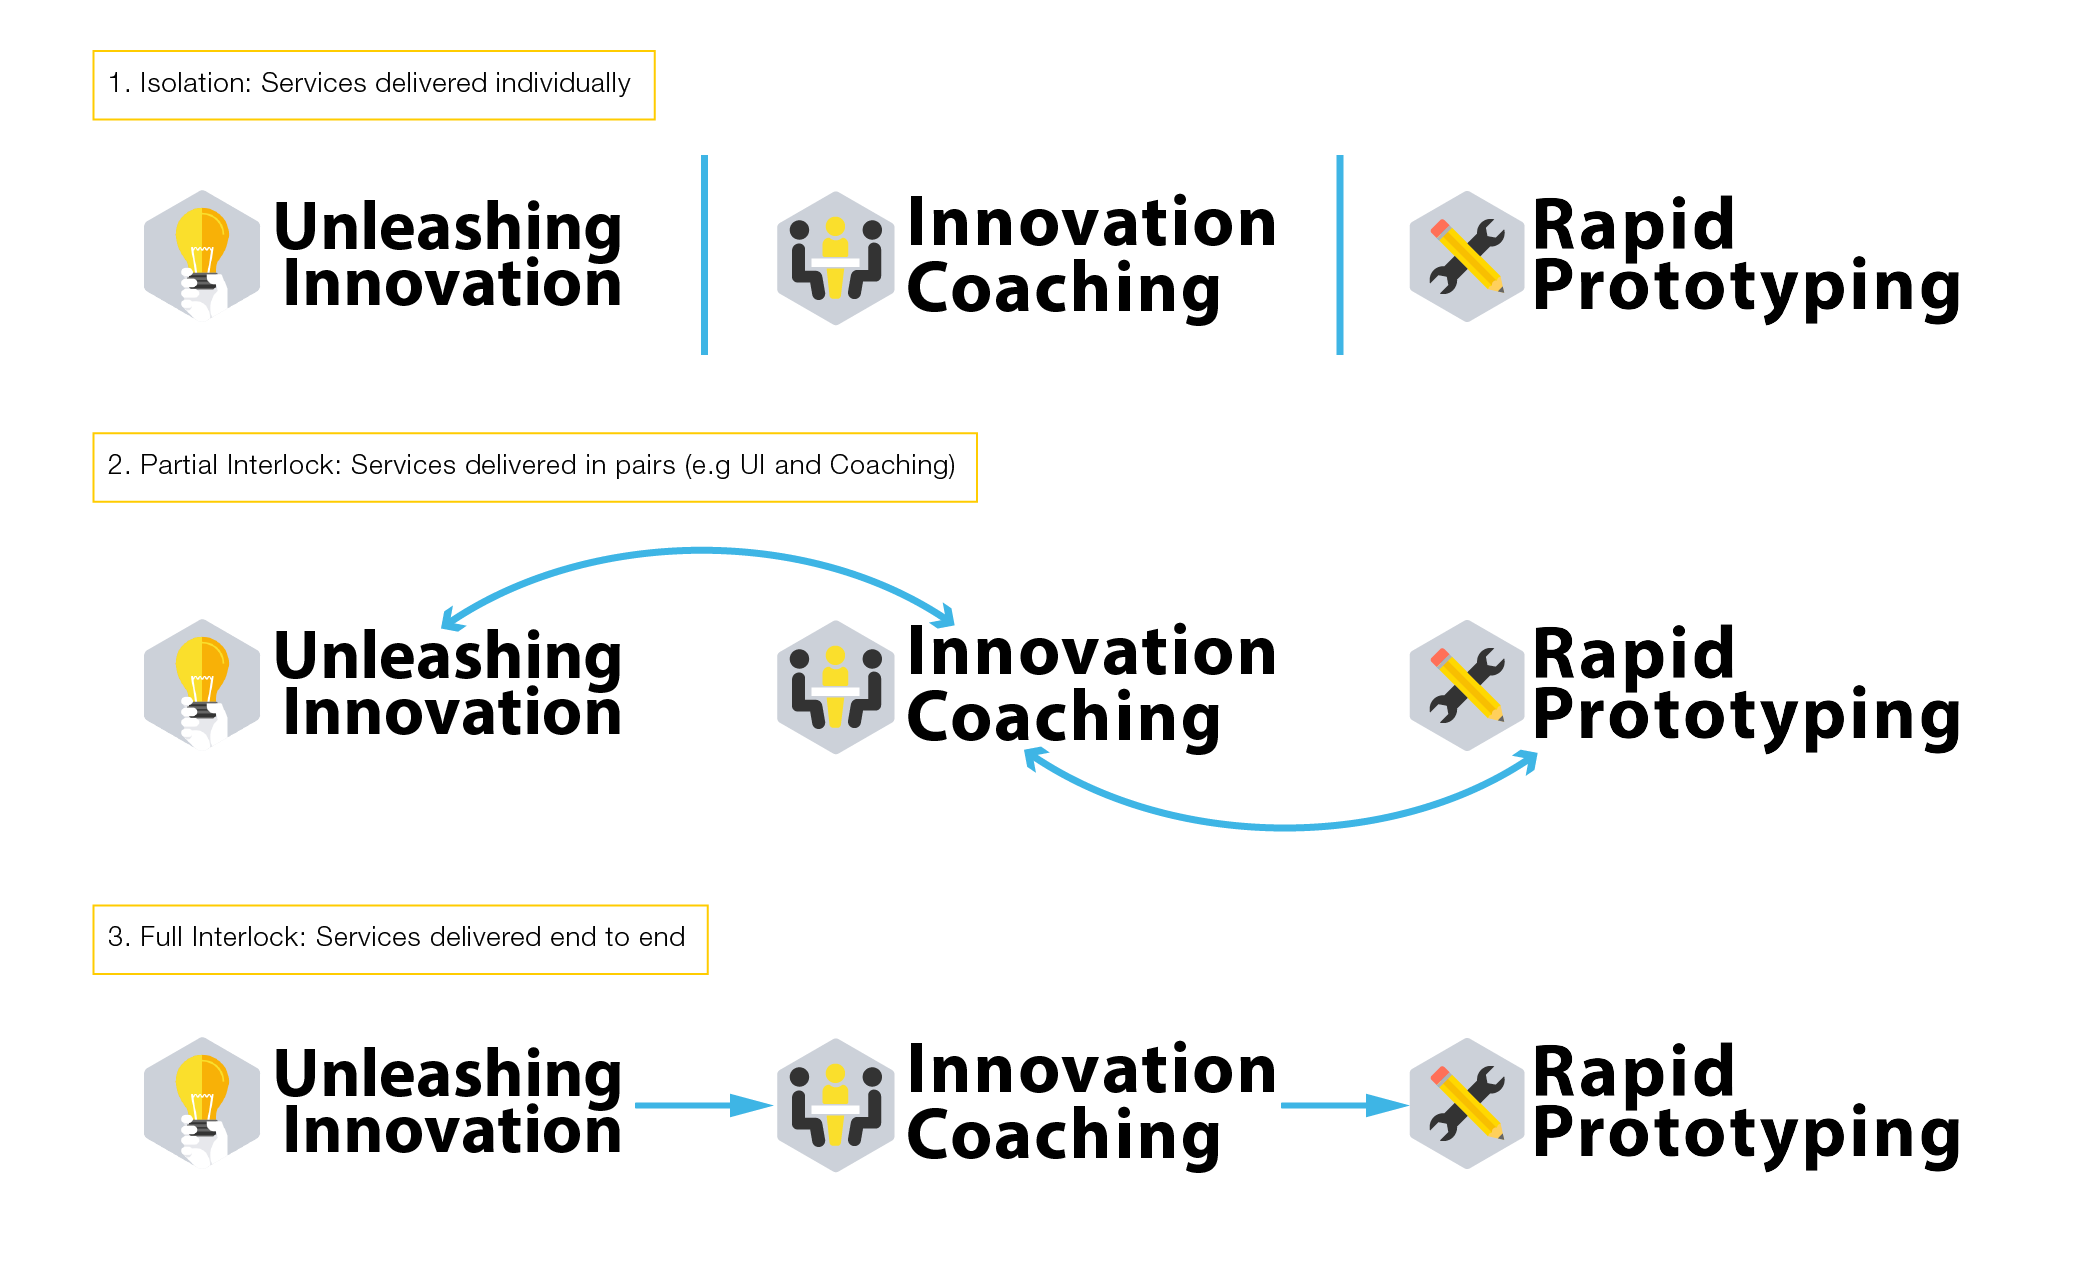 1. Isolation: Services delivered individually
Unleashing
Innovation
Innovation
Coaching
Rapid
Prototyping
2. Partial Interlock: Services delivered in pairs (e.g UI and Coaching)
Unleashing
Innovation
Innovation
Coaching
Rapid
Prototyping
3. Full Interlock: Services delivered end to end
Unleashing
Innovation
Innovation
Coaching
Rapid
Prototyping